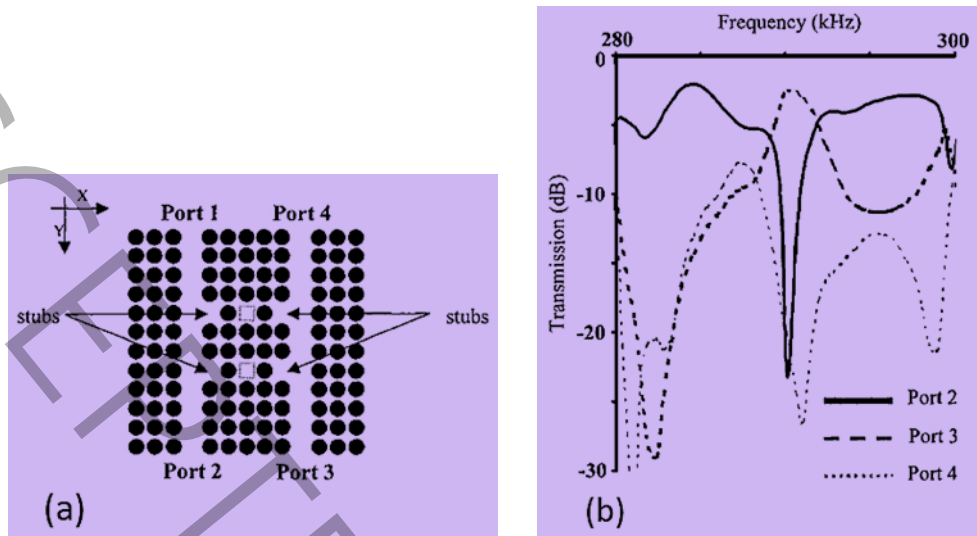 X
Y
Port 1
Port 4
stubs
stubs
Port 2
Port 3
(a)
Frequency (kHz)
280
300
0
-10
-20
-30
Transmission (dB)
Port 2
Port 3
Port 4
(b)